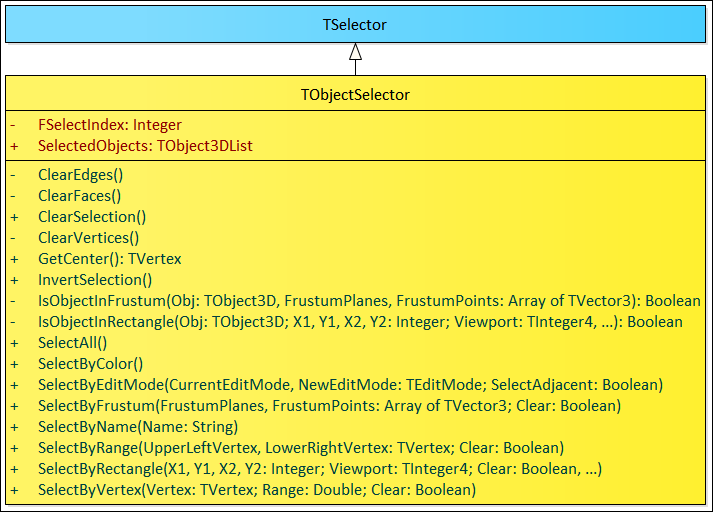 TSelector
TObjectSelector
- FSelectIndex: Integer
+ SelectedObjects: TObject3DList
- ClearEdges()
- ClearFaces()
+ ClearSelection()
- ClearVertices()
+ GetCenter(): TVertex
+ InvertSelection()
- IsObjectInFrustum(Obj: TObject3D, FrustumPlanes, FrustumPoints: Array of TVector3): Boolean
- IsObjectInRectangle(Obj: TObject3D; X1, Y1, X2, Y2: Integer; Viewport: TInteger4, ...): Boolean
+ SelectAll()
+ SelectByColor()
+ SelectByEditMode(CurrentEditMode, NewEditMode: TEditMode; SelectAdjacent: Boolean)
+ SelectByFrustum(FrustumPlanes, FrustumPoints: Array of TVector3; Clear: Boolean)
+ SelectByName(Name: String)
+ SelectByRange(UpperLeftVertex, LowerRightVertex: TVertex; Clear: Boolean)
+ SelectByRectangle(X1, Y1, X2, Y2: Integer; Viewport: TInteger4; Clear: Boolean, ...)
+ SelectByVertex(Vertex: TVertex; Range: Double; Clear: Boolean)